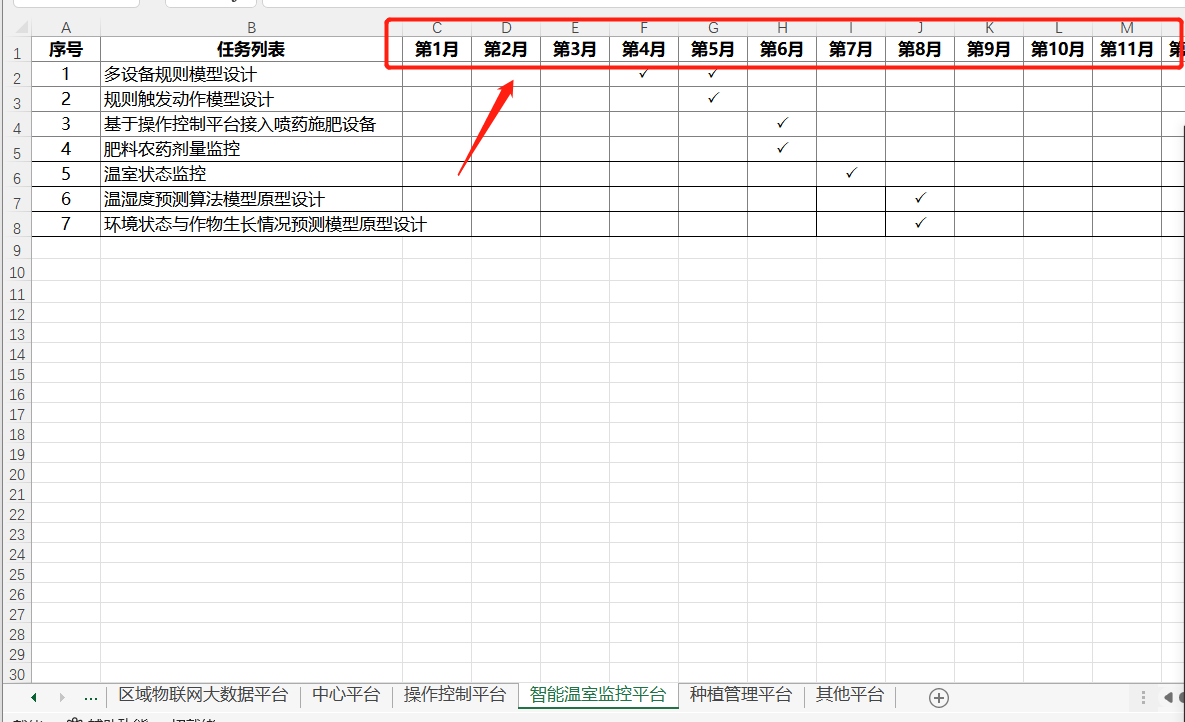 A B C D E F G H I J K L M
1 序号 任务列表 第1月 第2月 第3月 第4月 第5月 第6月 第7月 第8月 第9月 第10月 第11月
2 1 多设备规则模型设计 ✓ ✓
3 2 规则触发动作模型设计 ✓
4 3 基于操作控制平台接入喷药施肥设备 ✓
5 4 肥料农药剂量监控 ✓
6 5 温室状态监控 ✓
7 6 温湿度预测算法模型原型设计 ✓
8 7 环境状态与作物生长情况预测模型原型设计 ✓
9
10
11
12
13
14
15
16
17
18
19
20
21
22
23
24
25
26
27
28
29
30
... 区域物联网大数据平台 中心平台 操作控制平台 智能温室监控平台 种植管理平台 其他平台